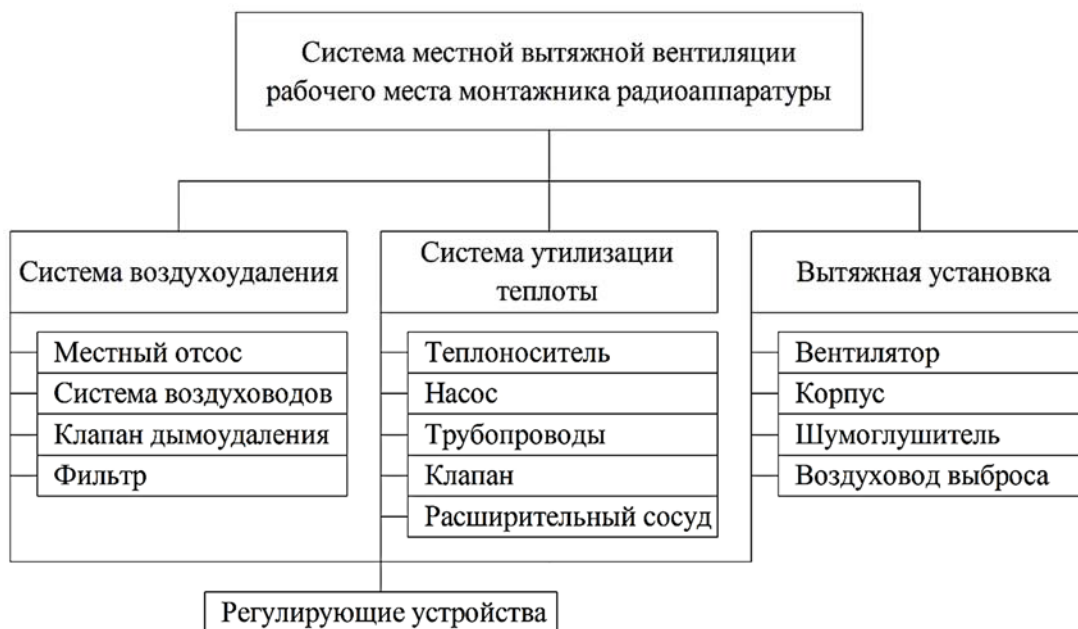 Система местной вытяжной вентиляции
рабочего места монтажника радиоаппаратуры
Система воздухоудаления
Местный отсос
Система воздуховодов
Клапан дымоудаления
Фильтр
Система утилизации
теплоты
Теплоноситель
Насос
Трубопроводы
Клапан
Расширительный сосуд
Вытяжная установка
Вентилятор
Корпус
Шумоглушитель
Воздуховод выброса
Регулирующие устройства